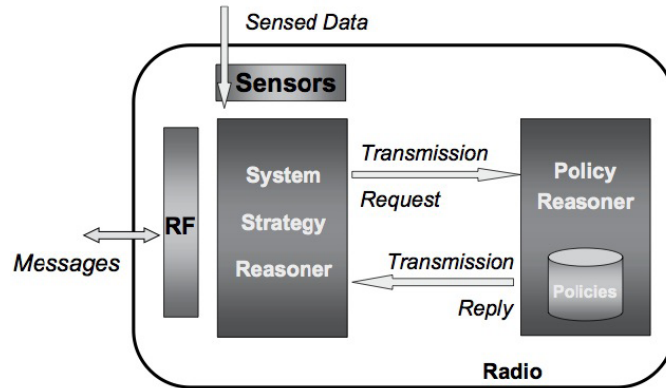 Sensed Data
Sensors
System
Strategy
Reasoner
RF
Messages
Transmission
Request
Transmission
Reply
Policy
Reasoner
Policies
Radio